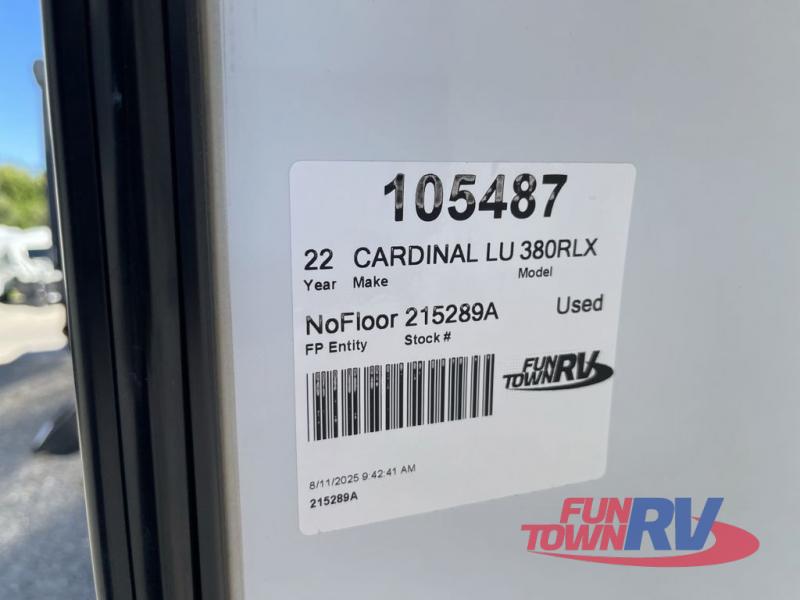 105487
22 CARDINAL LU 380RLX
Year Make Model
NoFloor 215289A Used
FP Entity Stock #
FUN
TOWN RV
8/11/2025 9:42:41 AM
215289A
FUN
TOWN RV